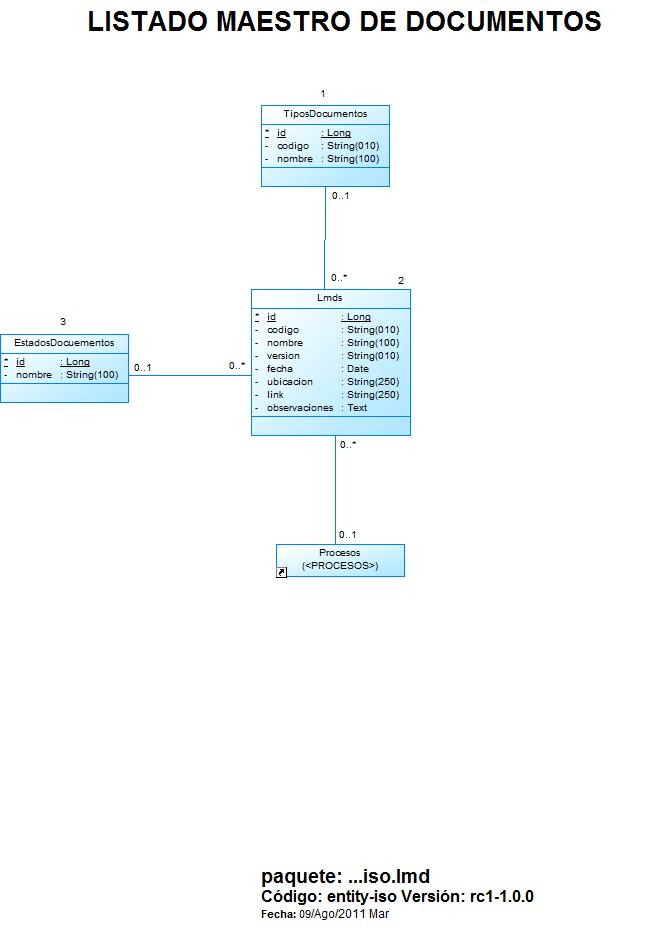 LISTADO MAESTRO DE DOCUMENTOS
1
TiposDocumentos
* id : Long
- codigo : String(010)
- nombre : String(100)
0..1
0..*
2
Lmds
* id : Long
- codigo : String(010)
- nombre : String(100)
- version : String(010)
- fecha : Date
- ubicacion : String(250)
- link : String(250)
- observaciones : Text
3
EstadosDocuementos
* id : Long
- nombre : String(100)
0..1
0..*
0..*
0..1
Procesos
(<PROCESOS>)
paquete: ...iso.lmd
Código: entity-iso Versión: rc1-1.0.0
Fecha: 09/Ago/2011 Mar